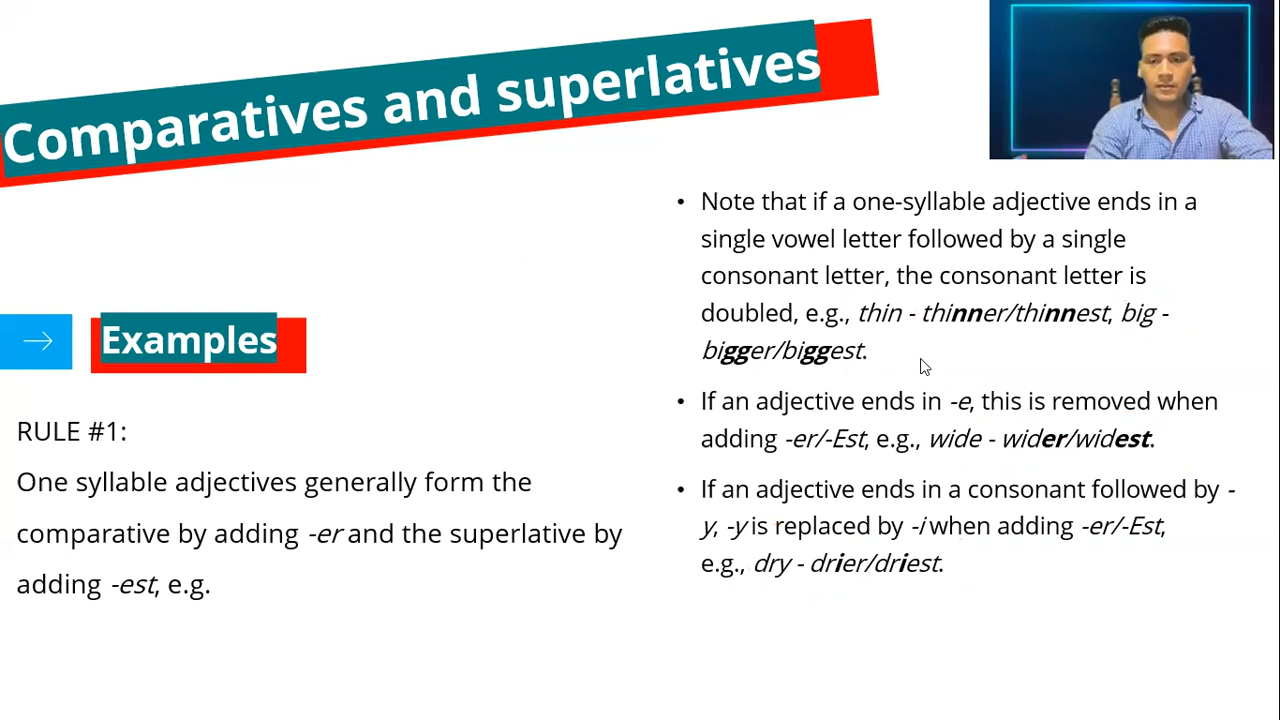 Comparatives and superlatives
Examples
RULE #1:
One syllable adjectives generally form the
comparative by adding -er and the superlative by
adding -est, e.g.
• Note that if a one-syllable adjective ends in a
single vowel letter followed by a single
consonant letter, the consonant letter is
doubled, e.g., thin - thinner/thinnest, big -
bigger/biggest.
• If an adjective ends in -e, this is removed when
adding -er/-Est, e.g., wide - wider/widest.
• If an adjective ends in a consonant followed by -
y, -y is replaced by -i when adding -er/-Est,
e.g., dry - drier/driest.